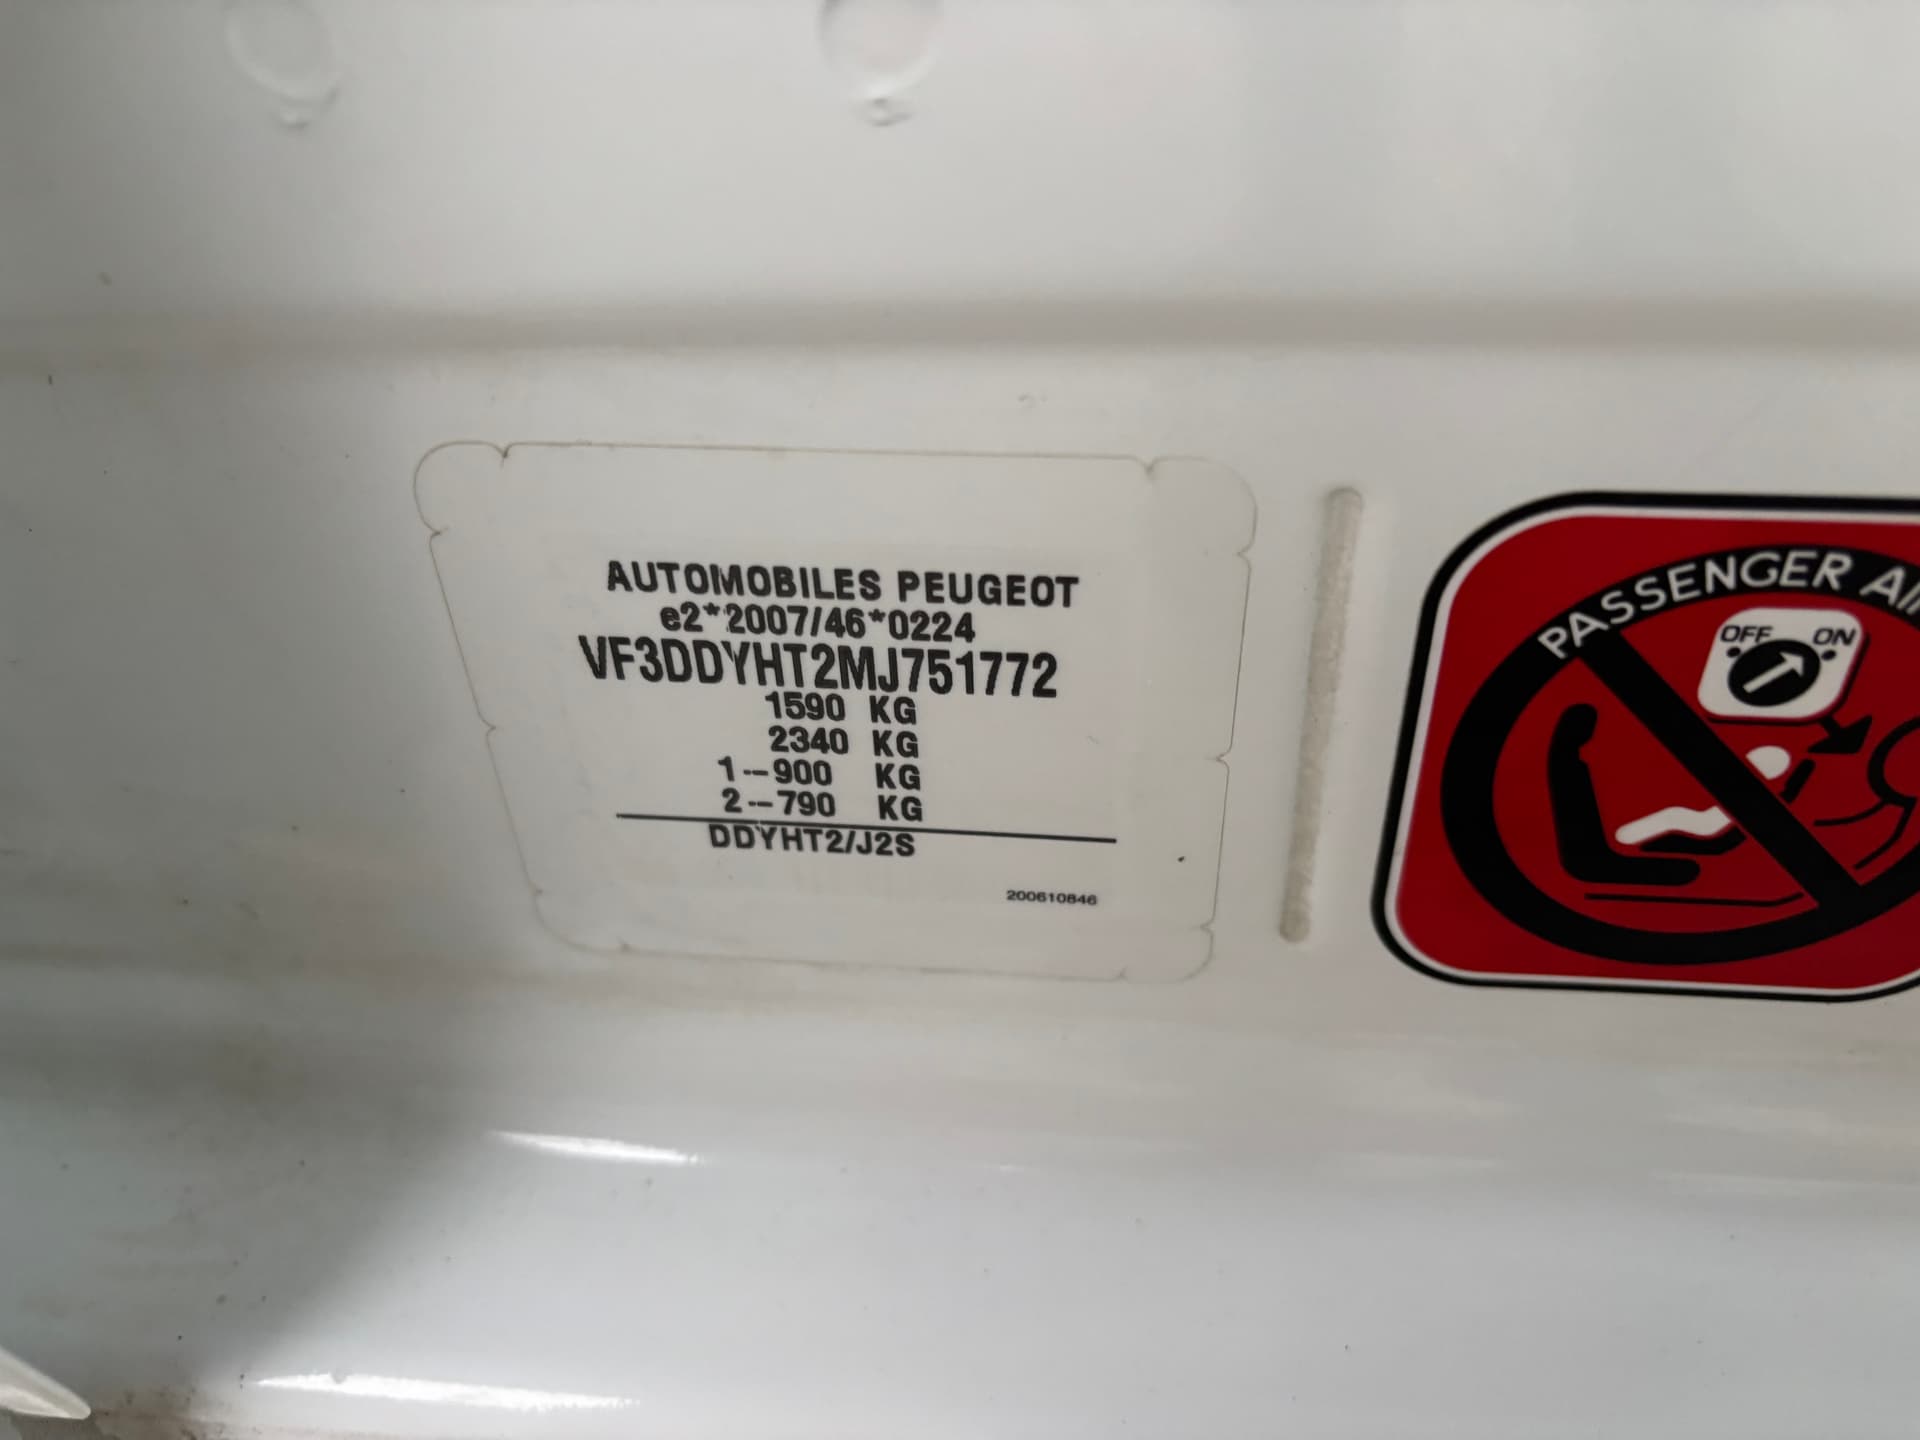 AUTOMOBILES PEUGEOT
e2*2007/46*0224
VF3DDYHT2MJ751772
1590 KG
2340 KG
1--900 KG
2--790 KG
DDYHT2/J2S
200610846
PASSENGER AI
OFF ON